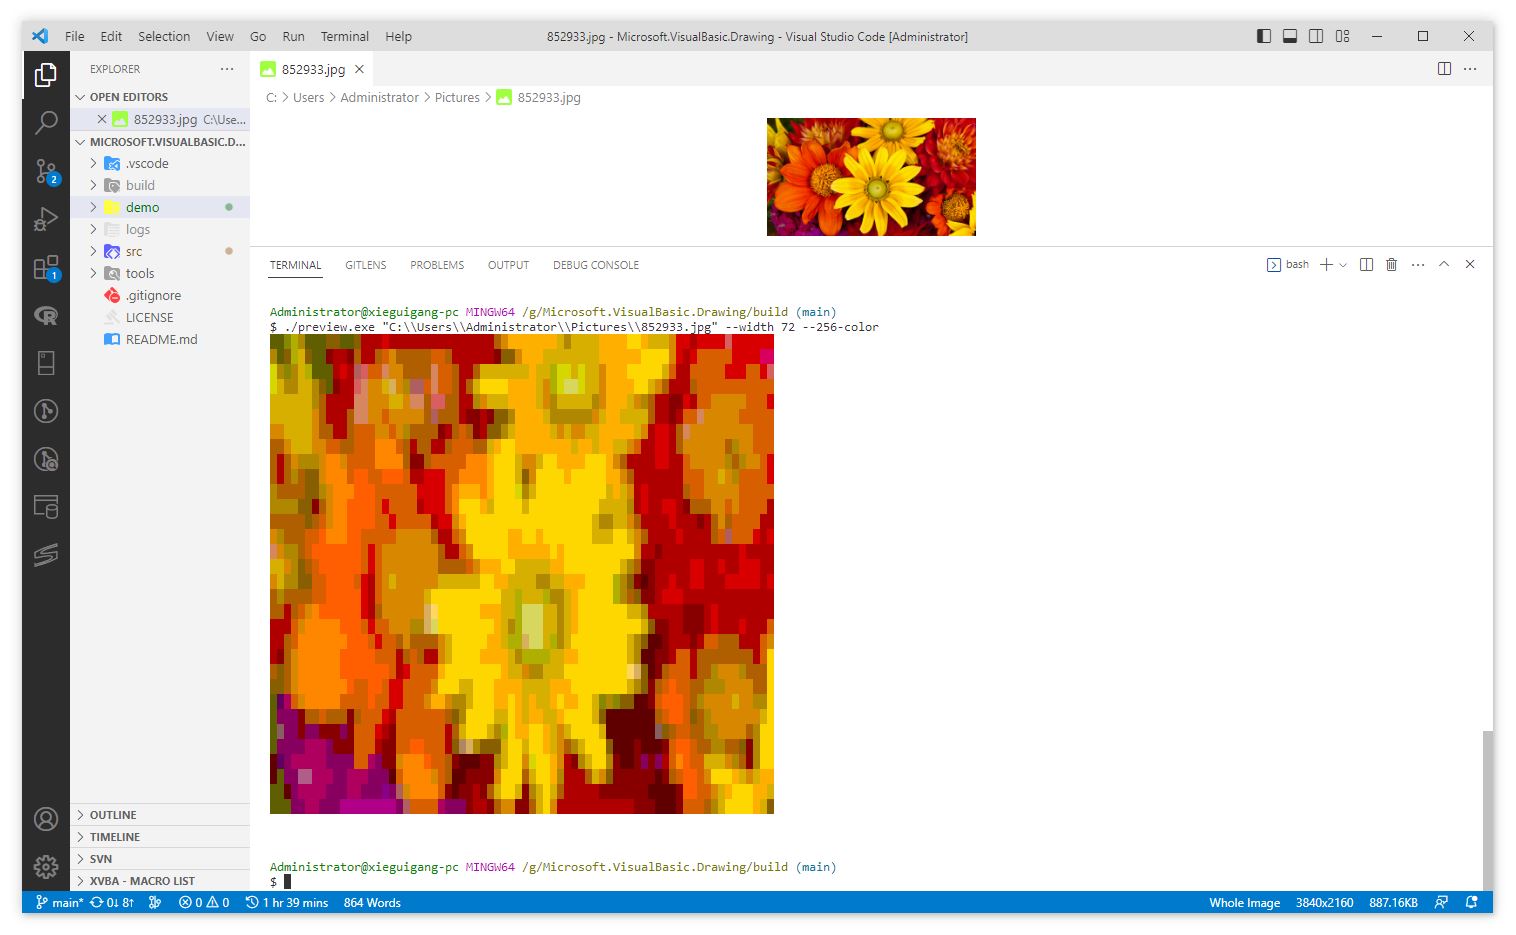 File Edit Selection View Go Run Terminal Help
852933.jpg - Microsoft.VisualBasic.Drawing - Visual Studio Code [Administrator]
EXPLORER
OPEN EDITORS
852933.jpg C:\Use...
MICROSOFT.VISUALBASIC.D...
.vscode
build
demo
logs
src
tools
.gitignore
LICENSE
README.md
OUTLINE
TIMELINE
SVN
XVBA - MACRO LIST
2
1
852933.jpg
C: > Users > Administrator > Pictures > 852933.jpg
TERMINAL GITLENS PROBLEMS OUTPUT DEBUG CONSOLE
bash
Administrator@xieguigang-pc MINGW64 /g/Microsoft.VisualBasic.Drawing/build (main)
$ ./preview.exe "C:\\Users\\Administrator\\Pictures\\852933.jpg" --width 72 --256-color
Administrator@xieguigang-pc MINGW64 /g/Microsoft.VisualBasic.Drawing/build (main)
$
main* 0↓ 8↑ 0 0 1 hr 39 mins 864 Words
Whole Image 3840x2160 887.16KB